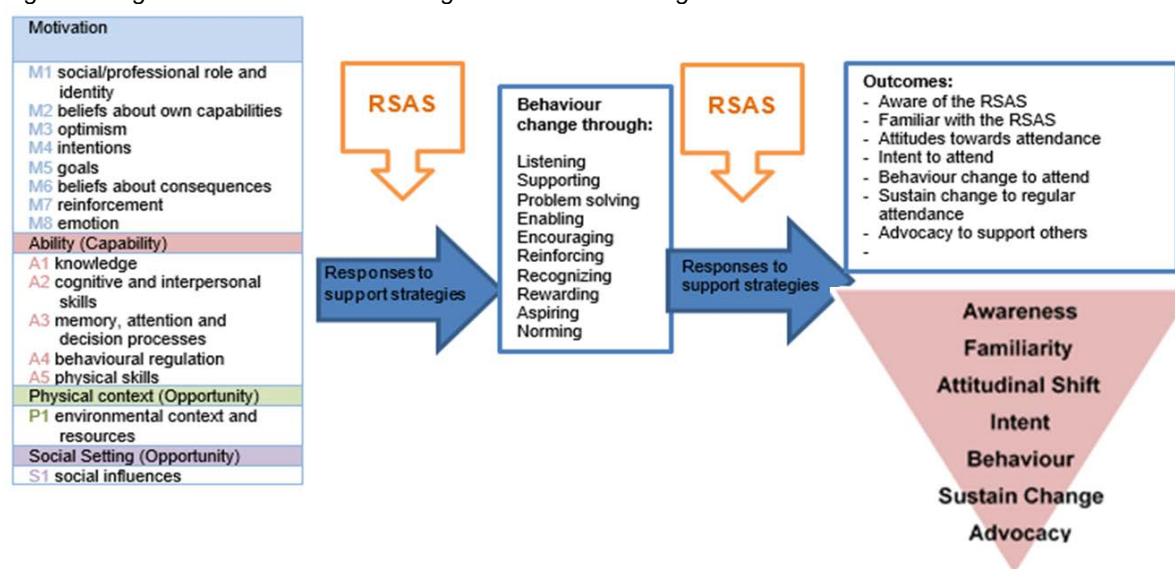 Motivation
M1 social/professional role and
identity
M2 beliefs about own capabilities
M3 optimism
M4 intentions
M5 goals
M6 beliefs about consequences
M7 reinforcement
M8 emotion
Ability (Capability)
A1 knowledge
A2 cognitive and interpersonal
skills
A3 memory, attention and
decision processes
A4 behavioural regulation
A5 physical skills
Physical context (Opportunity)
P1 environmental context and
resources
Social Setting (Opportunity)
S1 social influences
RSAS
Responses to
support strategies
Behaviour
change through:
Listening
Supporting
Problem solving
Enabling
Encouraging
Reinforcing
Recognizing
Rewarding
Aspiring
Norming
RSAS
Responses to
support strategies
Outcomes:
- Aware of the RSAS
- Familiar with the RSAS
- Attitudes towards attendance
- Intent to attend
- Behaviour change to attend
- Sustain change to regular
attendance
- Advocacy to support others
-
Awareness
Familiarity
Attitudinal Shift
Intent
Behaviour
Sustain Change
Advocacy